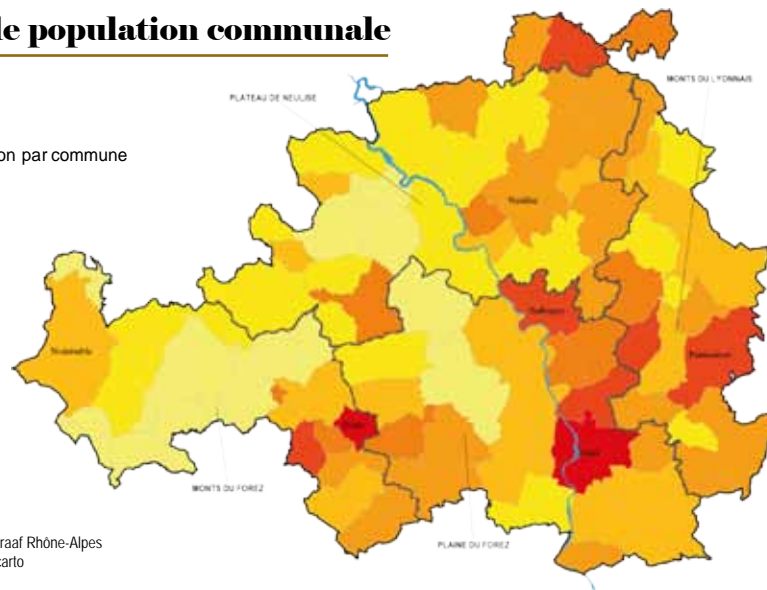 le population communale
MONTS DU LYONNAIS
PLATEAU DE NEULISE
on par commune
MONTS DU FOREZ
PLAINE DU FOREZ
raaf Rhône-Alpes
carto